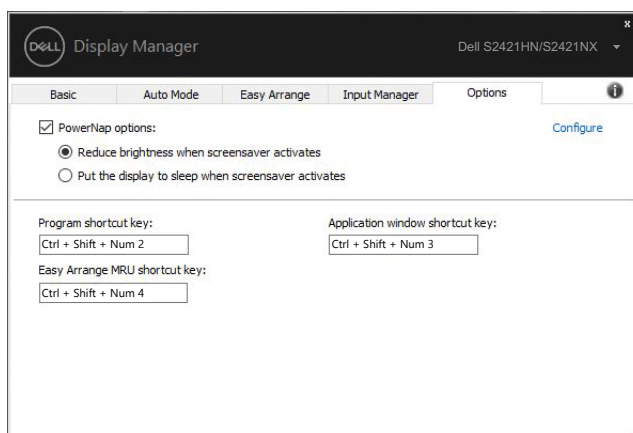 x
DELL Display Manager Dell S2421HN/S2421NX
Basic Auto Mode Easy Arrange Input Manager Options
PowerNap options: Configure
Reduce brightness when screensaver activates
Put the display to sleep when screensaver activates
Program shortcut key: Application window shortcut key:
Ctrl + Shift + Num 2 Ctrl + Shift + Num 3
Easy Arrange MRU shortcut key:
Ctrl + Shift + Num 4